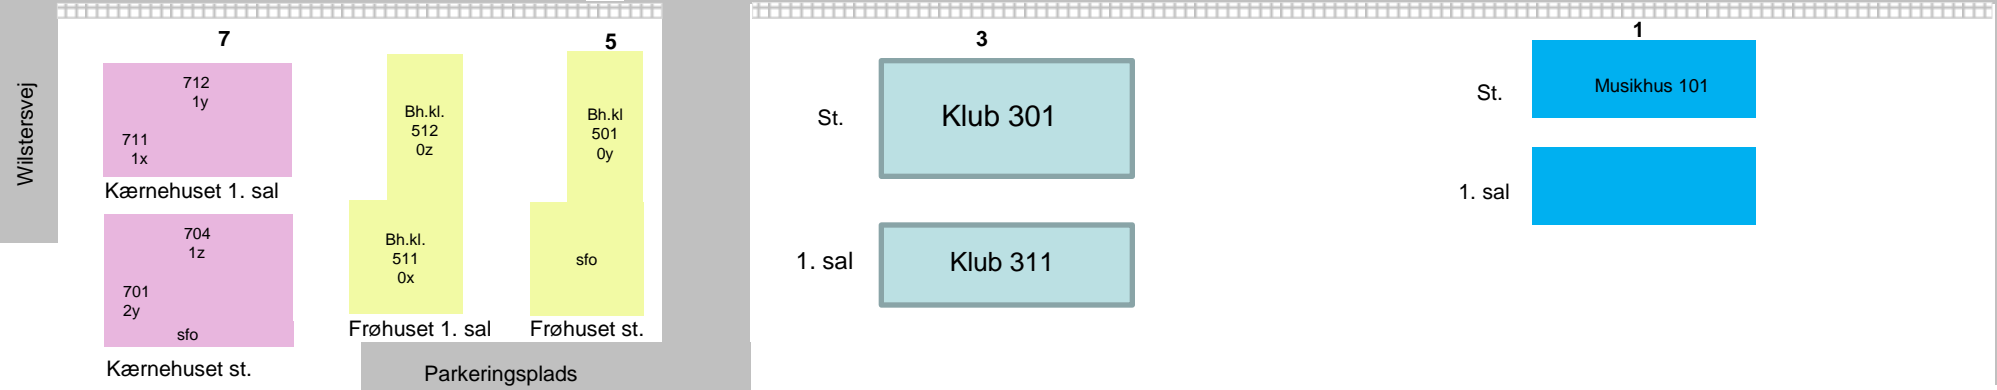 Wilstersvej
7
712
1y
711
1x
Kærnehuset 1. sal
704
1z
701
2y
sfo
Kærnehuset st.
5
Bh.kl.
512
0z
Bh.kl.
511
0x
Frøhuset 1. sal
Bh.kl
501
0y
sfo
Frøhuset st.
Parkeringsplads
3
St.
Klub 301
1. sal
Klub 311
1
St.
Musikhus 101
1. sal